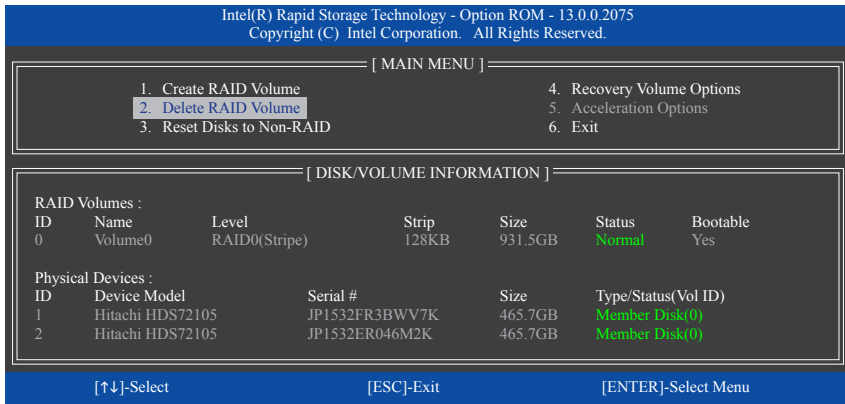 Intel(R) Rapid Storage Technology - Option ROM - 13.0.0.2075
Copyright (C) Intel Corporation. All Rights Reserved.
[ MAIN MENU ]
1. Create RAID Volume
2. Delete RAID Volume
3. Reset Disks to Non-RAID
4. Recovery Volume Options
5. Acceleration Options
6. Exit
[ DISK/VOLUME INFORMATION ]
RAID Volumes :
ID Name Level Strip Size Status Bootable
0 Volume0 RAID0(Stripe) 128KB 931.5GB Normal Yes
Physical Devices :
ID Device Model Serial # Size Type/Status(Vol ID)
1 Hitachi HDS72105 JP1532FR3BWV7K 465.7GB Member Disk(0)
2 Hitachi HDS72105 JP1532ER046M2K 465.7GB Member Disk(0)
[↑↓]-Select [ESC]-Exit [ENTER]-Select Menu